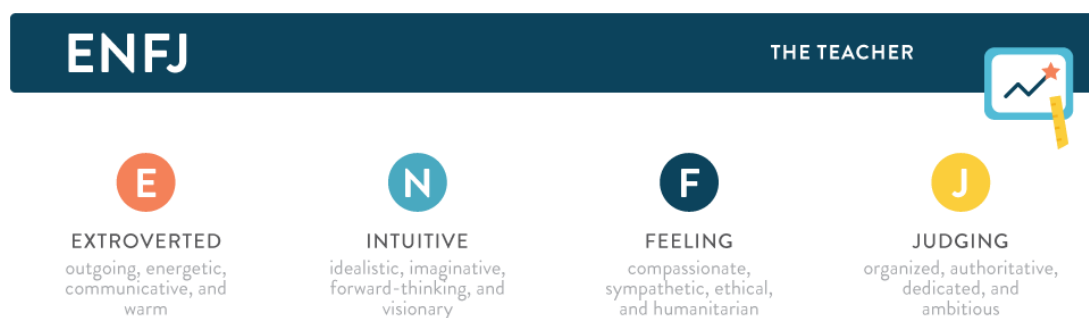 ENFJ
THE TEACHER
E
EXTROVERTED
outgoing, energetic,
communicative, and
warm
N
INTUITIVE
idealistic, imaginative,
forward-thinking, and
visionary
F
FEELING
compassionate,
sympathetic, ethical,
and humanitarian
J
JUDGING
organized, authoritative,
dedicated, and
ambitious